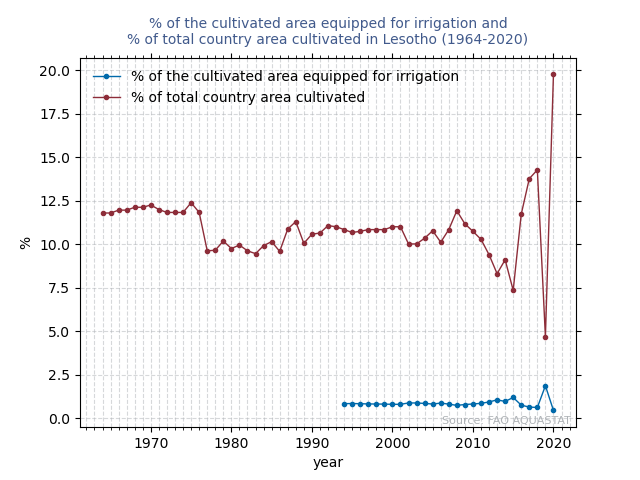 % of the cultivated area equipped for irrigation and
% of total country area cultivated in Lesotho (1964-2020)
% of the cultivated area equipped for irrigation
% of total country area cultivated
20.0
17.5
15.0
12.5
10.0
7.5
5.0
2.5
0.0
%
Source: FAO AQUASTAT
1970 1980 1990 2000 2010 2020
year